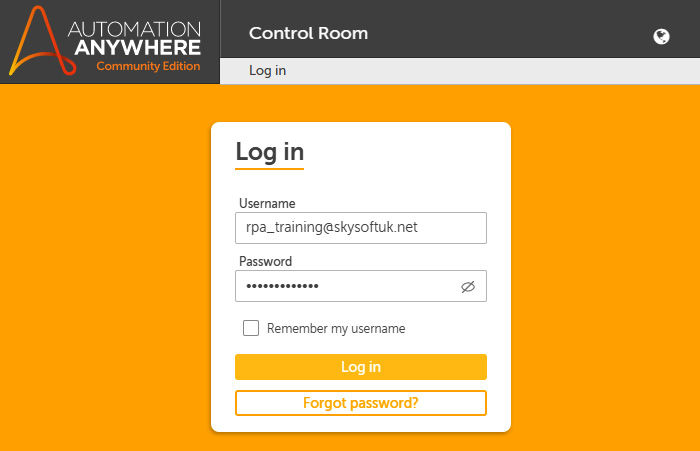 AUTOMATION
ANYWHERE
Community Edition
Control Room
Log in
Log in
Username
rpa_training@skysoftuk.net
Password
•••••••••••••
Remember my username
Log in
Forgot password?